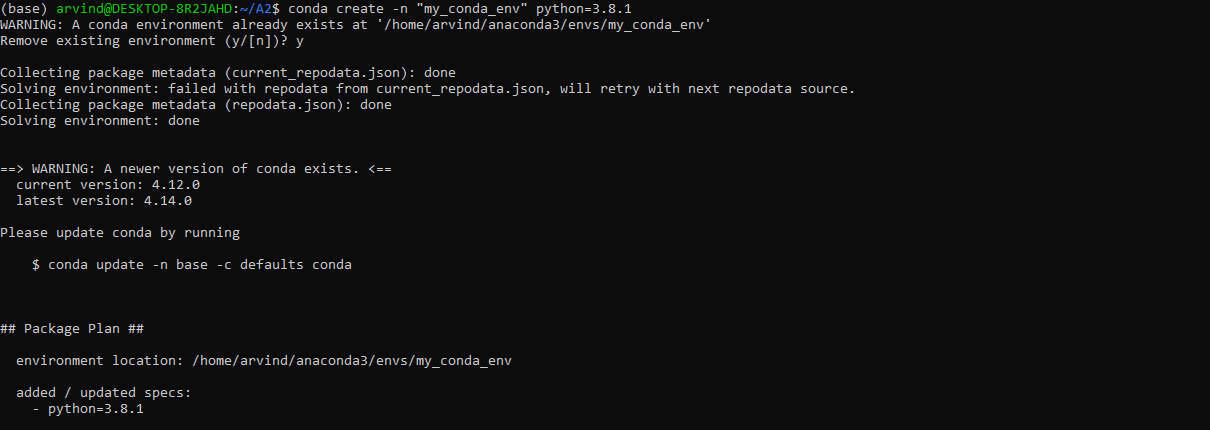 (base) arvind@DESKTOP-8R2JAHD:~/A2$ conda create -n "my_conda_env" python=3.8.1
WARNING: A conda environment already exists at '/home/arvind/anaconda3/envs/my_conda_env'
Remove existing environment (y/[n])? y
Collecting package metadata (current_repodata.json): done
Solving environment: failed with repodata from current_repodata.json, will retry with next repodata source.
Collecting package metadata (repodata.json): done
Solving environment: done
==> WARNING: A newer version of conda exists. <==
  current version: 4.12.0
  latest version: 4.14.0
Please update conda by running
    $ conda update -n base -c defaults conda
## Package Plan ##
  environment location: /home/arvind/anaconda3/envs/my_conda_env
  added / updated specs:
    - python=3.8.1